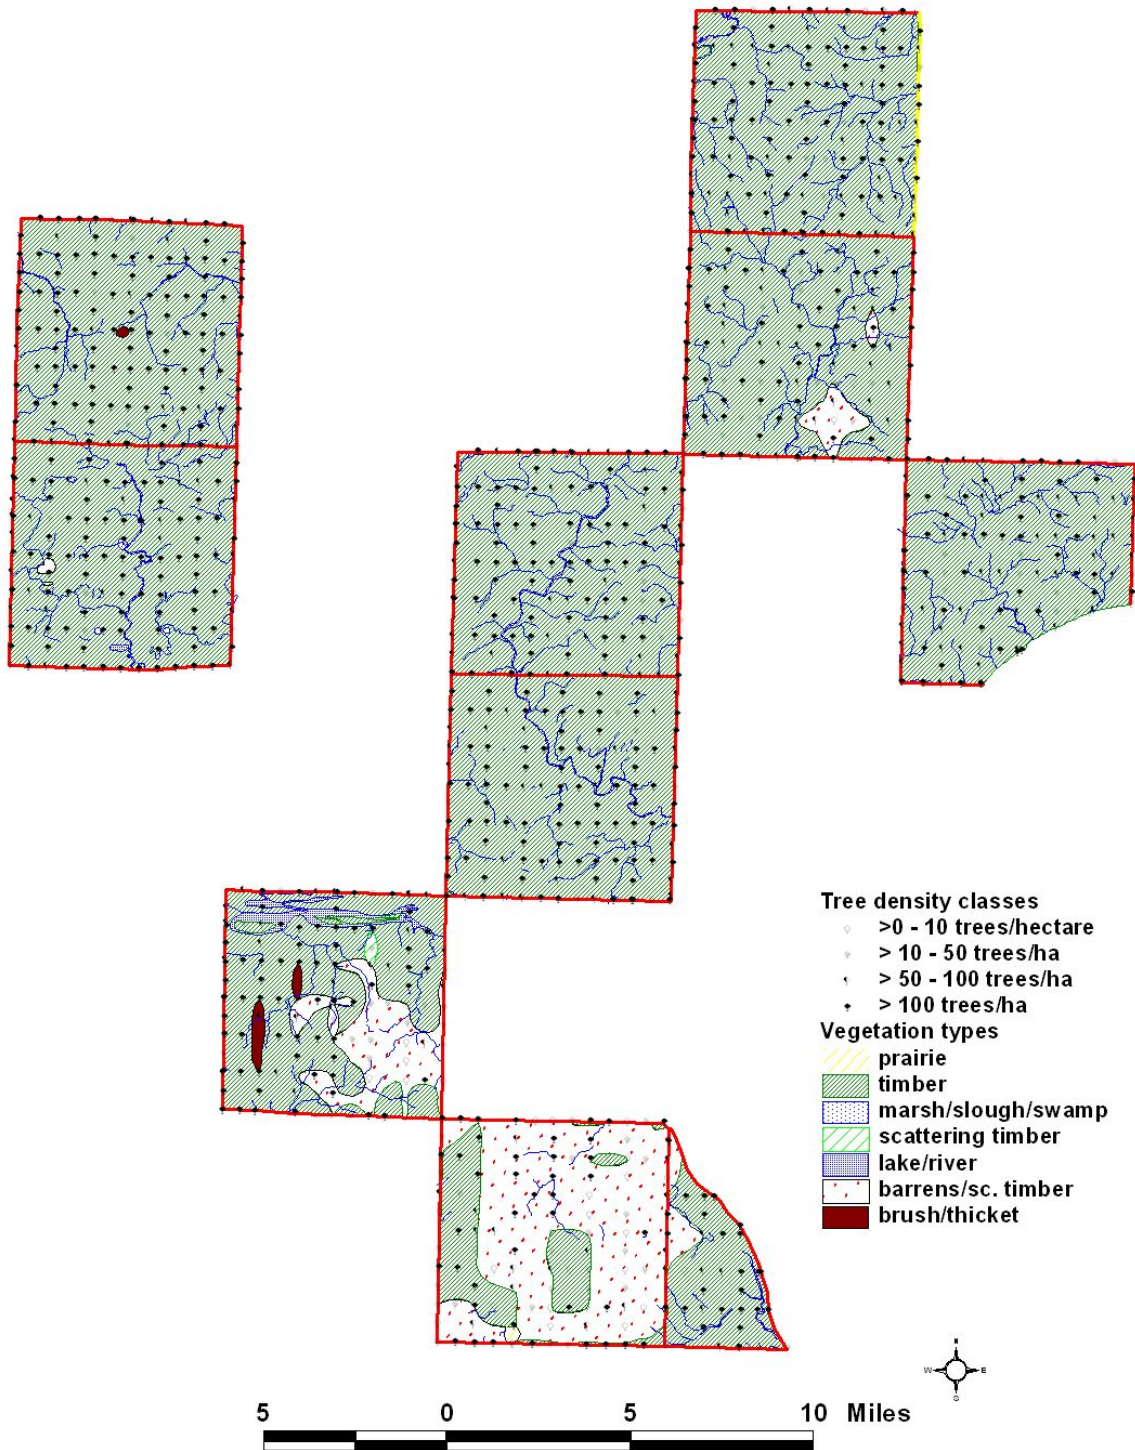 Tree density classes
>0 - 10 trees/hectare
> 10 - 50 trees/ha
> 50 - 100 trees/ha
> 100 trees/ha
Vegetation types
prairie
timber
marsh/slough/swamp
scattering timber
lake/river
barrens/sc. timber
brush/thicket
N
W E
S
5 0 5 10 Miles